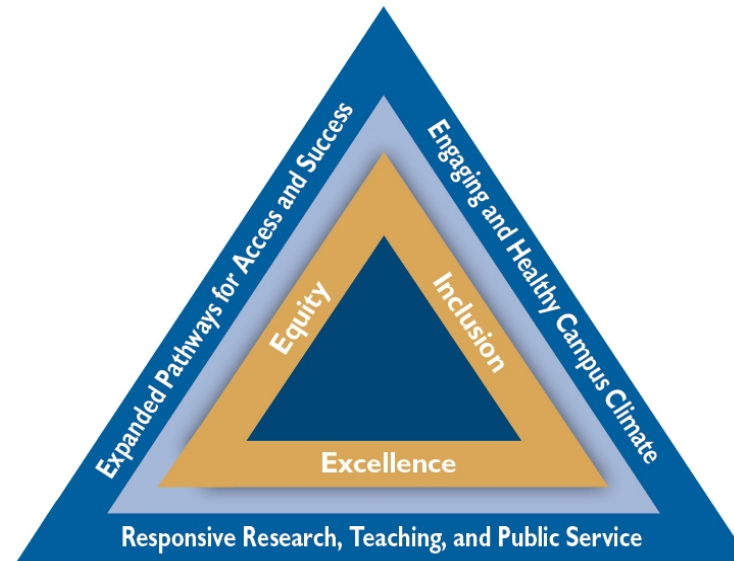 Expanded Pathways for Access and Success
Engaging and Healthy Campus Climate
Equity
Inclusion
Excellence
Responsive Research, Teaching, and Public Service